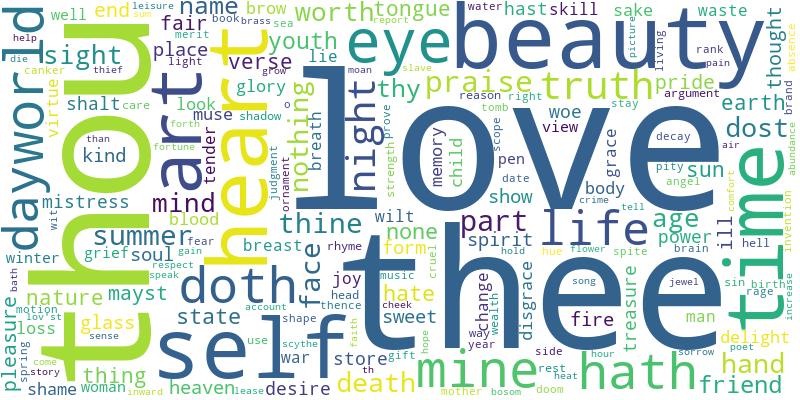 name
brow
book
brass
leisure
sum
sea
worth
tongue
water
hast
skill
sake
waste
well
end
help
die
fair
merit
youth
eye
beauty
picture
living
rank
pain
absence
thought
day
world
sight
place
light
verse
lie
moan
slave
report
canker
thief
glory
grow
nothing
thy
praise
truth
pride
brand
thou
virtue
shalt
care
look
muse
shadow
o
breath
night
prove
strength
reason
right
tomb
stay
argument
earth
than
kind
art
forth
fortune
tender
heart
judgment
ornament
love
memory
child
scope
pen
date
woe
view
grace
decay
pity
angel
dost
air
sun
abundance
mistress
wit
mind
blood
thine
wilt
show
body
crime
tell
comfort
invention
summer
fear
gain
breast
rhyme
none
form
part
spirit
hold
life
hue
flower
spite
age
power
brain
ill
hell
time
winter
grief
soul
respect
speak
face
joy
music
cruel
thee
song
jewel
sin
birth
rage
increase
nature
mayst
doth
head
thence
cheek
hate
sweet
change
wealth
way
year
disgrace
fire
treasure
man
pleasure
bath
motion
lov'st
loss
glass
sense
state
account
shape
use
scythe
self
faith
war
store
gift
hope
side
hour
sorrow
poet
delight
spring
story
come
thing
shame
woman
inward
heaven
lease
desire
th
death
mine
mother
bosom
rest
heat
doom
hath
hand
friend